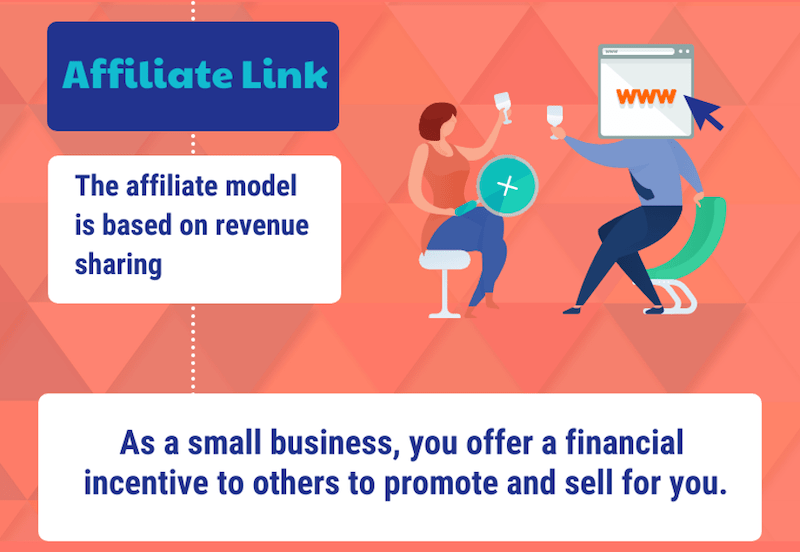 Affiliate Link
The affiliate model
is based on revenue
sharing
www
www
As a small business, you offer a financial
incentive to others to promote and sell for you.